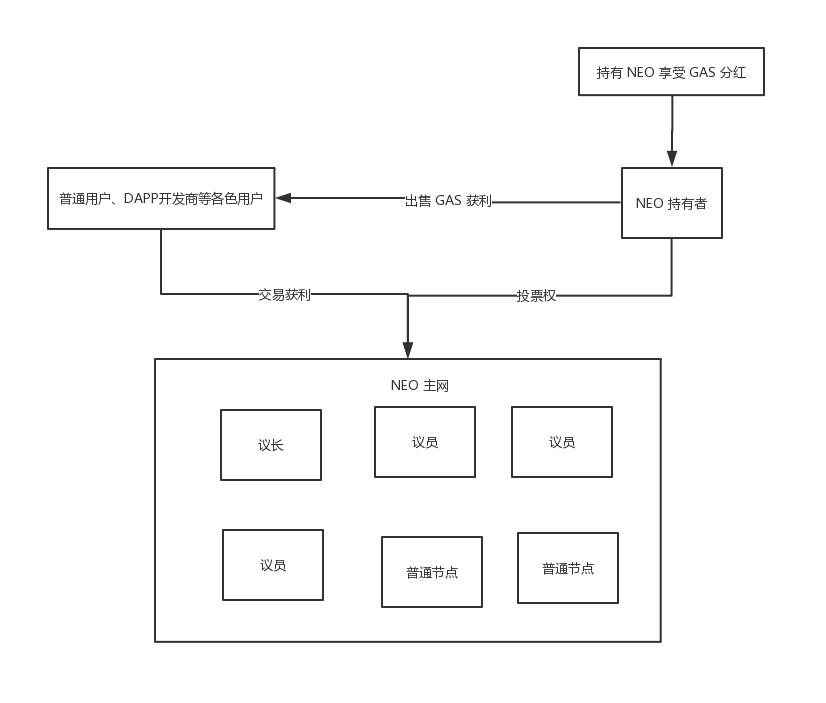 持有 NEO 享受 GAS 分红
普通用户、DAPP开发商等各色用户
出售 GAS 获利
NEO 持有者
交易获利
投票权
NEO 主网
议长
议员
议员
议员
普通节点
普通节点